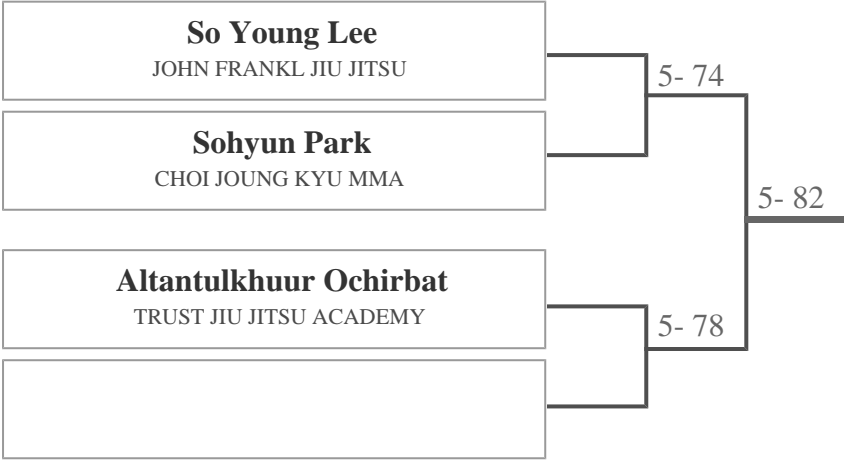 So Young Lee
JOHN FRANKL JIU JITSU
5- 74
Sohyun Park
CHOI JOUNG KYU MMA
5- 82
Altantulkhuur Ochirbat
TRUST JIU JITSU ACADEMY
5- 78